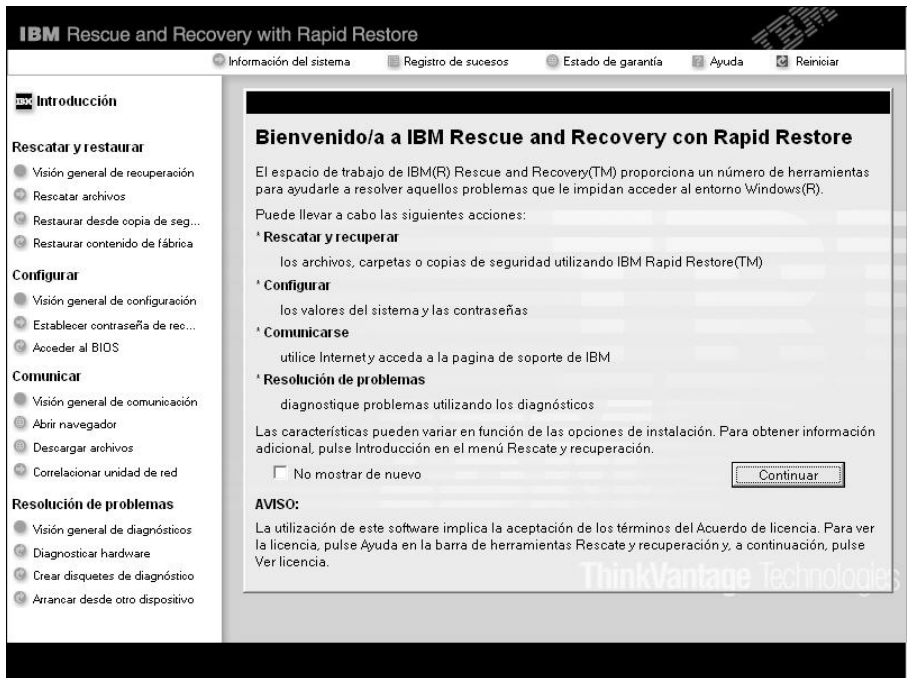 IBM Rescue and Recovery with Rapid Restore
IBM
Información del sistema
Registro de sucesos
Estado de garantía
Ayuda
Reiniciar
IBM Introducción
Rescatar y restaurar
Visión general de recuperación
Rescatar archivos
Restaurar desde copia de seg...
Restaurar contenido de fábrica
Configurar
Visión general de configuración
Establecer contraseña de rec...
Acceder al BIOS
Comunicar
Visión general de comunicación
Abrir navegador
Descargar archivos
Correlacionar unidad de red
Resolución de problemas
Visión general de diagnósticos
Diagnosticar hardware
Crear disquetes de diagnóstico
Arrancar desde otro dispositivo
Bienvenido/a a IBM Rescue and Recovery con Rapid Restore
El espacio de trabajo de IBM(R) Rescue and Recovery(TM) proporciona un número de herramientas
para ayudarle a resolver aquellos problemas que le impidan acceder al entorno Windows(R).
Puede llevar a cabo las siguientes acciones:
* Rescatar y recuperar
los archivos, carpetas o copias de seguridad utilizando IBM Rapid Restore(TM)
* Configurar
los valores del sistema y las contraseñas
* Comunicarse
utilice Internet y acceda a la pagina de soporte de IBM
* Resolución de problemas
diagnostique problemas utilizando los diagnósticos
Las características pueden variar en función de las opciones de instalación. Para obtener información
adicional, pulse Introducción en el menú Rescate y recuperación.
No mostrar de nuevo
Continuar
AVISO:
La utilización de este software implica la aceptación de los términos del Acuerdo de licencia. Para ver
la licencia, pulse Ayuda en la barra de herramientas Rescate y recuperación y, a continuación, pulse
Ver licencia.
ThinkVantage Technologies